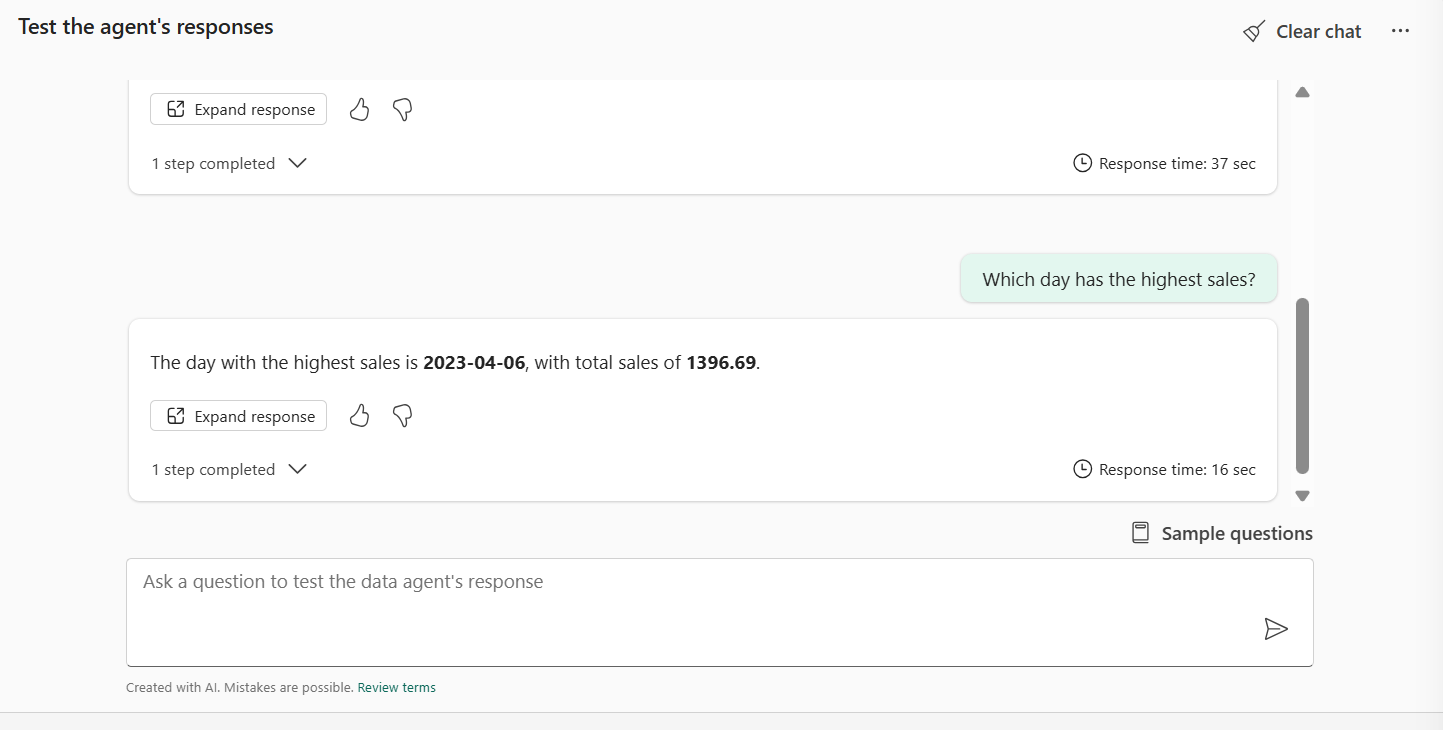 Test the agent's responses
Clear chat
Expand response
1 step completed
Response time: 37 sec
Which day has the highest sales?
The day with the highest sales is 2023-04-06, with total sales of 1396.69.
Expand response
1 step completed
Response time: 16 sec
Sample questions
Ask a question to test the data agent's response
Created with AI. Mistakes are possible. Review terms